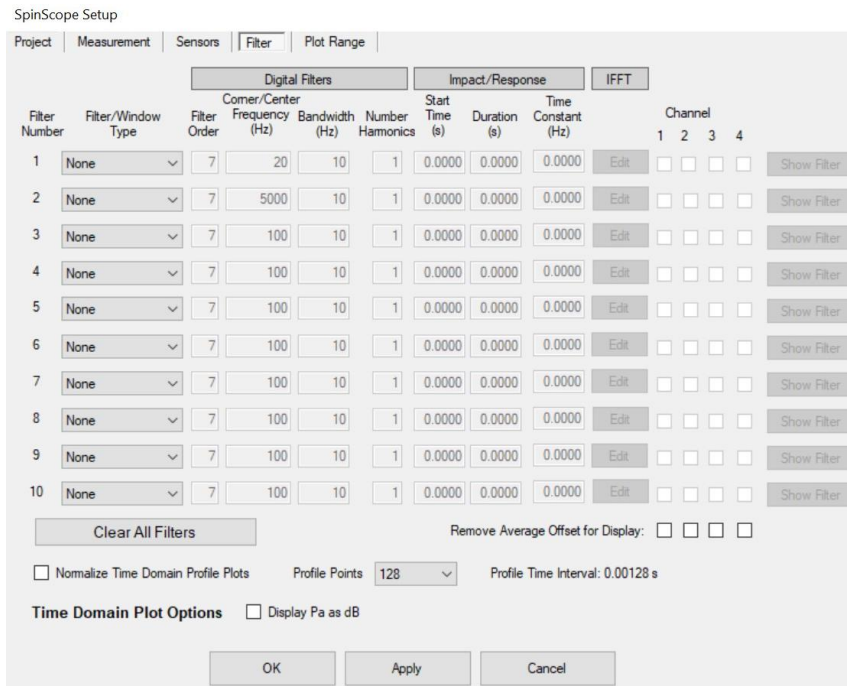 SpinScope Setup
Project Measurement Sensors Filter Plot Range
Digital Filters Impact/Response IFFT
Filter Number Filter/Window Type Filter Order Corner/Center Frequency (Hz) Bandwidth (Hz) Number Harmonics Start Time (s) Duration (s) Time Constant (Hz) Channel 1 2 3 4
1 None 7 20 10 1 0.0000 0.0000 0.0000 Edit Show Filter
2 None 7 5000 10 1 0.0000 0.0000 0.0000 Edit Show Filter
3 None 7 100 10 1 0.0000 0.0000 0.0000 Edit Show Filter
4 None 7 100 10 1 0.0000 0.0000 0.0000 Edit Show Filter
5 None 7 100 10 1 0.0000 0.0000 0.0000 Edit Show Filter
6 None 7 100 10 1 0.0000 0.0000 0.0000 Edit Show Filter
7 None 7 100 10 1 0.0000 0.0000 0.0000 Edit Show Filter
8 None 7 100 10 1 0.0000 0.0000 0.0000 Edit Show Filter
9 None 7 100 10 1 0.0000 0.0000 0.0000 Edit Show Filter
10 None 7 100 10 1 0.0000 0.0000 0.0000 Edit Show Filter
Clear All Filters Remove Average Offset for Display:
Normalize Time Domain Profile Plots Profile Points 128 Profile Time Interval: 0.00128 s
Time Domain Plot Options Display Pa as dB
OK Apply Cancel